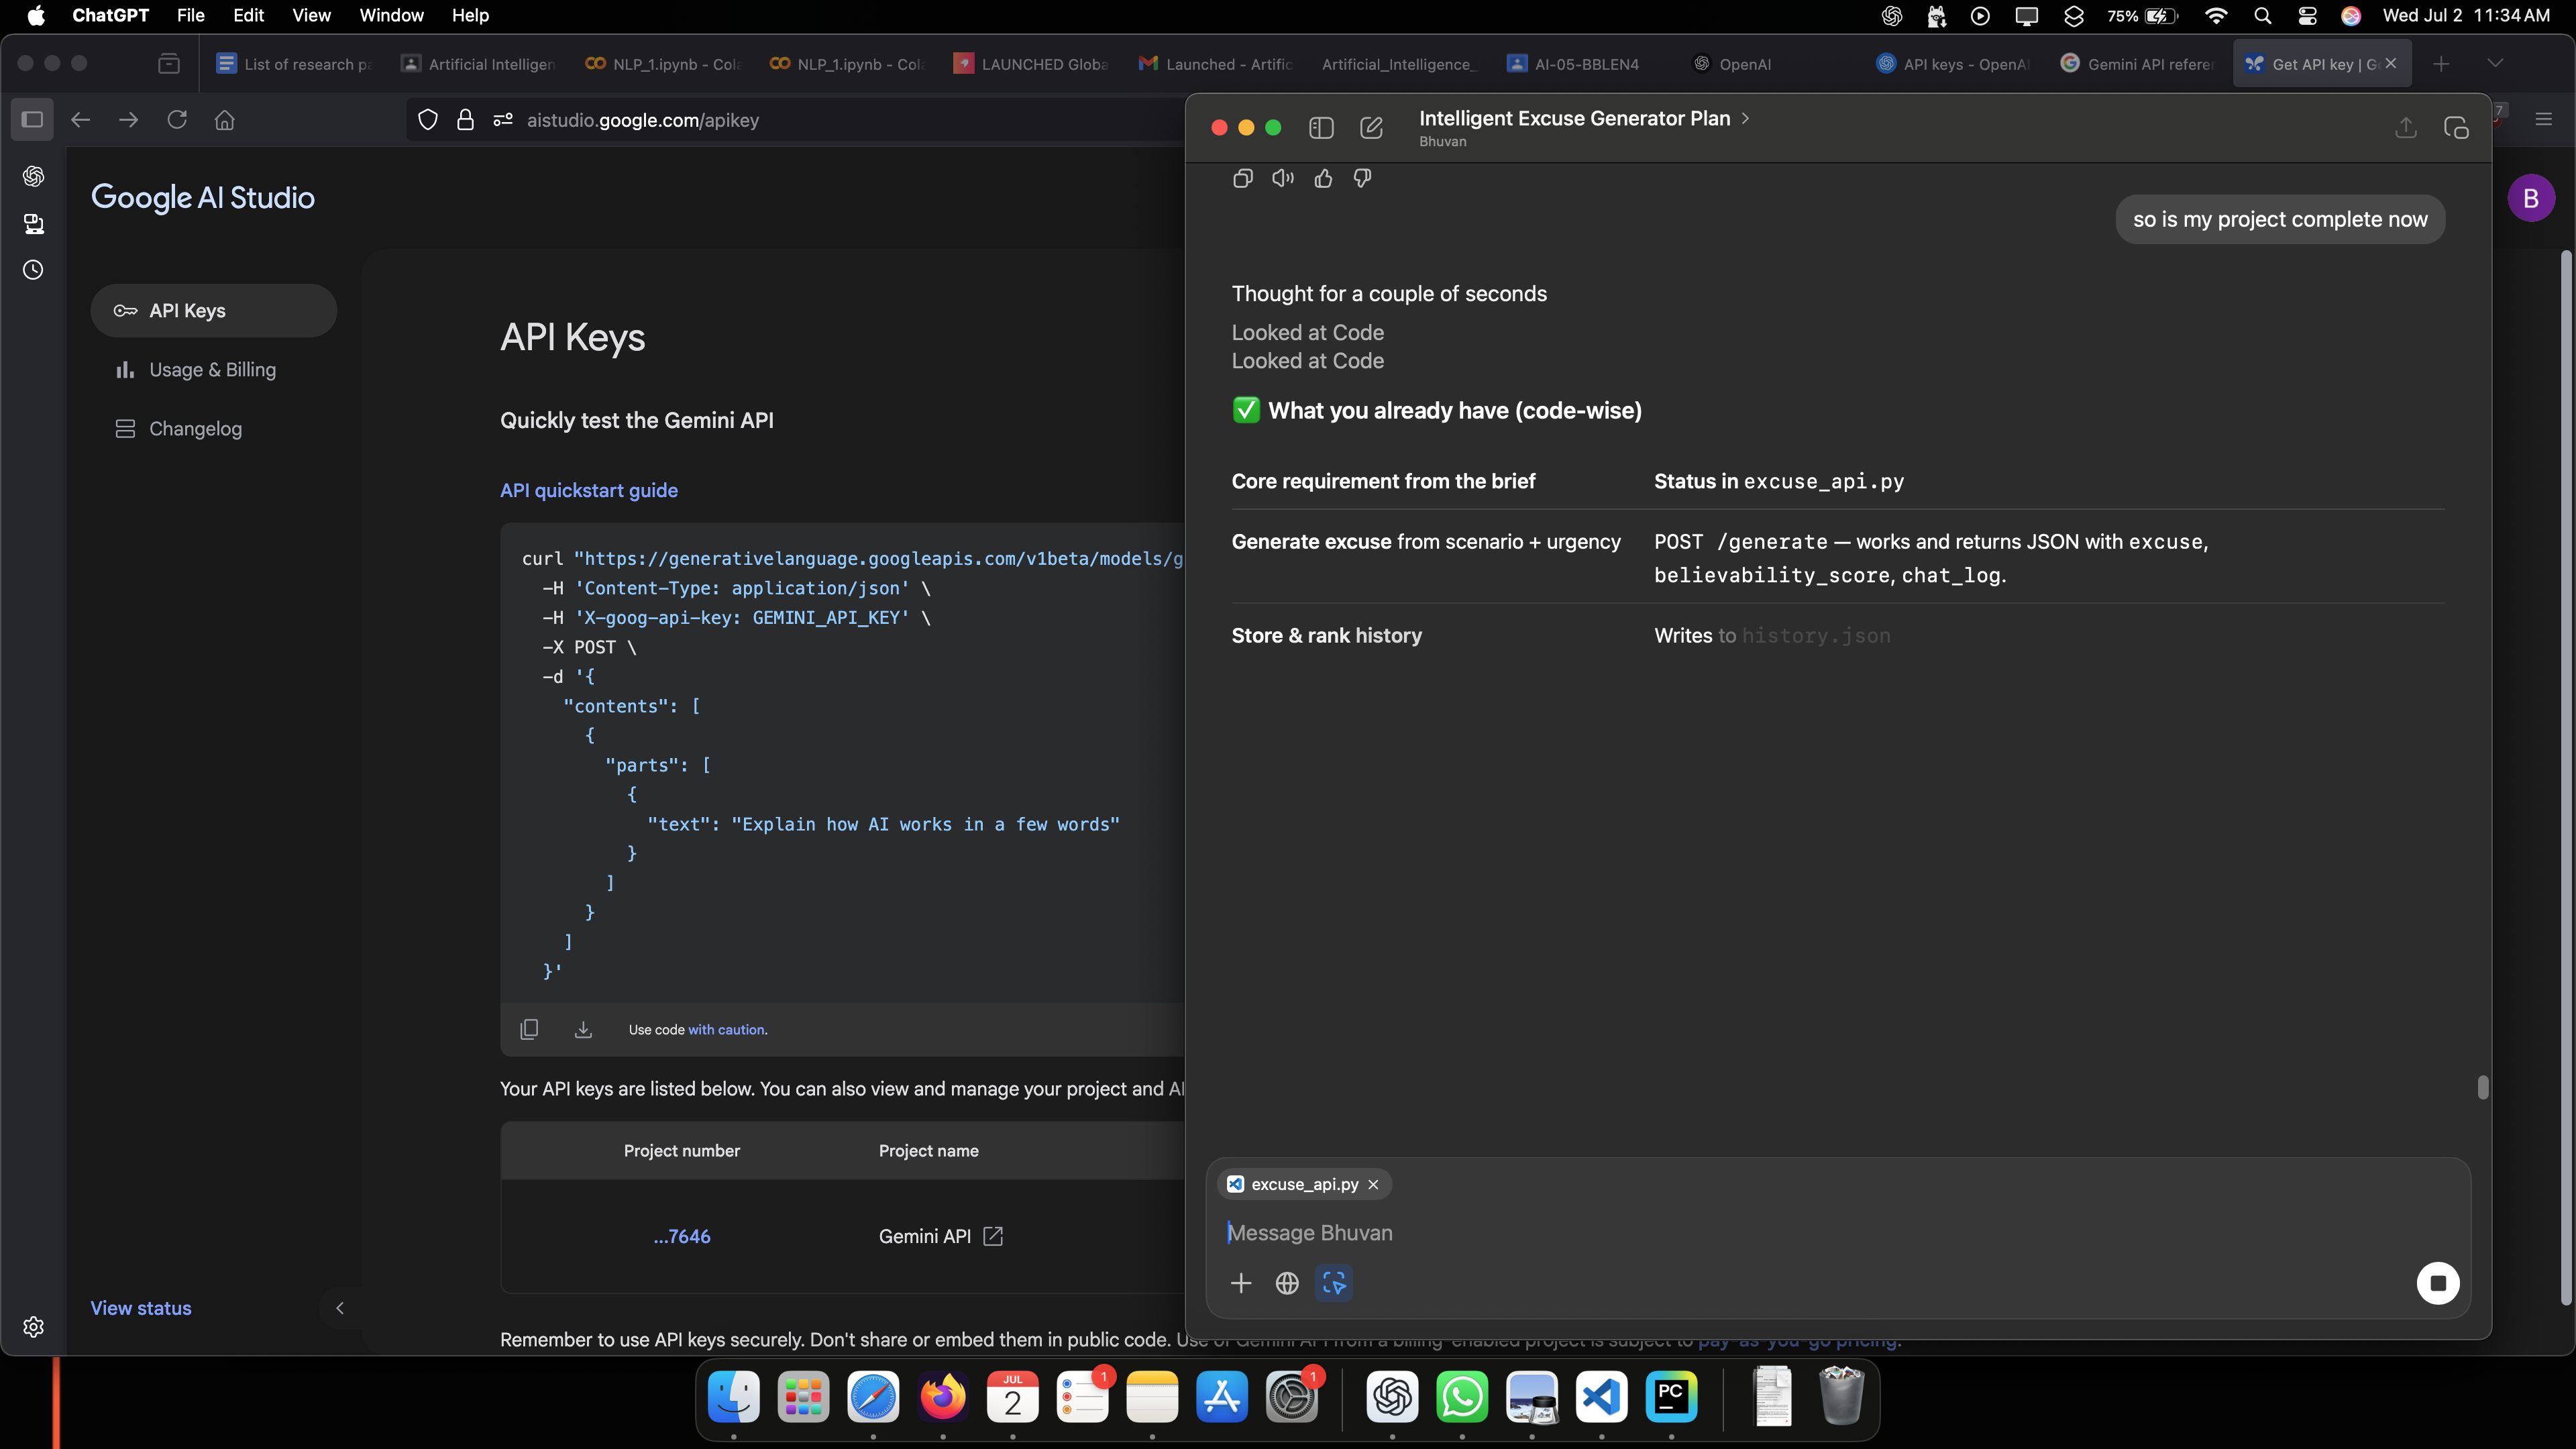 ChatGPT File Edit View Window Help 75% Wed Jul 2 11:34 AM
List of research pa Artificial Intelligen NLP_1.ipynb - Cola NLP_1.ipynb - Cola LAUNCHED Globa Launched - Artific Artificial_Intelligence_ AI-05-BBLEN4 OpenAI API keys - OpenAI Gemini API referen Get API key | G
aistudio.google.com/apikey
Google AI Studio
API Keys
Usage & Billing
Changelog
View status
API Keys
Quickly test the Gemini API
API quickstart guide
curl "https://generativelanguage.googleapis.com/v1beta/models/g
-H 'Content-Type: application/json' \
-H 'X-goog-api-key: GEMINI_API_KEY' \
-X POST \
-d '{
"contents": [
{
"parts": [
{
"text": "Explain how AI works in a few words"
}
]
}
]
}'
Use code with caution.
Your API keys are listed below. You can also view and manage your project and AI
Project number Project name
...7646 Gemini API
Remember to use API keys securely. Don't share or embed them in public code. Use of Gemini API from a billing-enabled project is subject to pay-as-you-go pricing.
B
7
Intelligent Excuse Generator Plan
Bhuvan
so is my project complete now
Thought for a couple of seconds
Looked at Code
Looked at Code
✅ What you already have (code-wise)
Core requirement from the brief Status in excuse_api.py
Generate excuse from scenario + urgency POST /generate — works and returns JSON with excuse,
believability_score, chat_log.
Store & rank history Writes to history.json
excuse_api.py
Message Bhuvan
JUL
2
1
1
PC